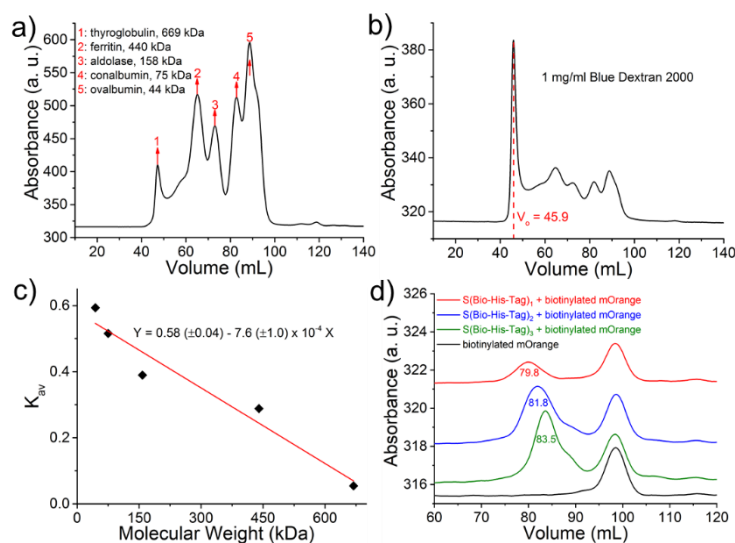 a)
1: thyroglobulin, 669 kDa
2: ferritin, 440 kDa
3: aldolase, 158 kDa
4: conalbumin, 75 kDa
5: ovalbumin, 44 kDa
1
2
3
4
5
Absorbance (a. u.)
600
550
500
450
400
350
300
20 40 60 80 100 120 140
Volume (mL)
b)
1 mg/ml Blue Dextran 2000
Vo = 45.9
Absorbance (a. u.)
380
360
340
320
20 40 60 80 100 120 140
Volume (mL)
c)
Y = 0.58 (±0.04) - 7.6 (±1.0) x 10⁻⁴ X
Kav
0.6
0.4
0.2
0.0
0 150 300 450 600
Molecular Weight (kDa)
d)
S(Bio-His-Tag)₁ + biotinylated mOrange
S(Bio-His-Tag)₂ + biotinylated mOrange
S(Bio-His-Tag)₃ + biotinylated mOrange
biotinylated mOrange
79.8
81.8
83.5
Absorbance (a. u.)
326
324
322
320
318
316
60 70 80 90 100 110 120
Volume (mL)